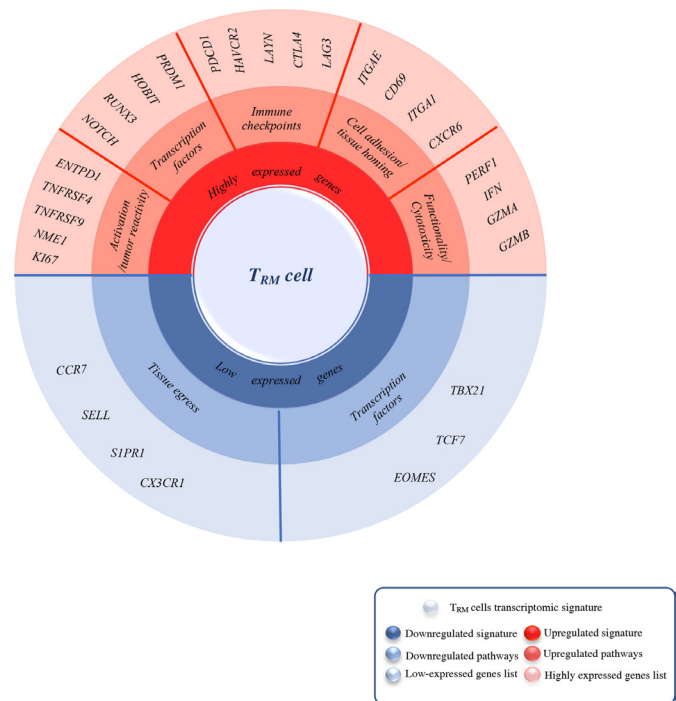 PDCD1
HAVCR2
LAYN
CTLA4
LAG3
ITGAE
CD69
ITGA1
CXCR6
PRDM1
HOBIT
RUNX3
NOTCH
PERF1
IFN
GZMA
GZMB
ENTPD1
TNFRSF4
TNFRSF9
NME1
KI67
Immune
checkpoints
Transcription
factors
Cell adhesion/
tissue homing
Activation
/tumor reactivity
Functionality/
Cytotoxicity
Highly expressed genes
TRM cell
Low expressed genes
Tissue egress
Transcription
factors
CCR7
SELL
S1PR1
CX3CR1
TBX21
TCF7
EOMES
TRM cells transcriptomic signature
Downregulated signature
Upregulated signature
Downregulated pathways
Upregulated pathways
Low-expressed genes list
Highly expressed genes list